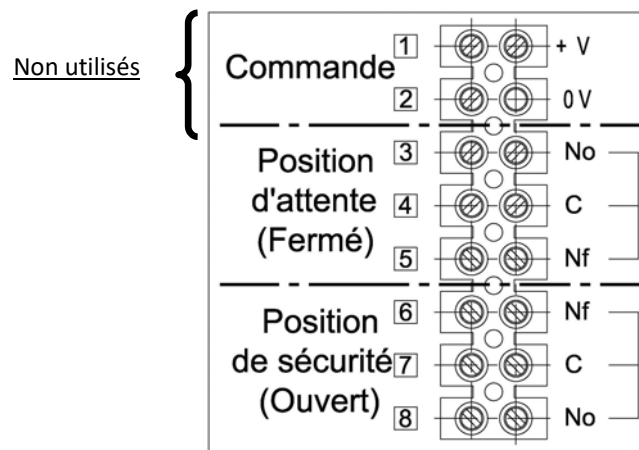 Non utilisés
Commande
1 + V
2 0 V
Position
d'attente
(Fermé)
3 No
4 C
5 Nf
Position
de sécurité
(Ouvert)
6 Nf
7 C
8 No